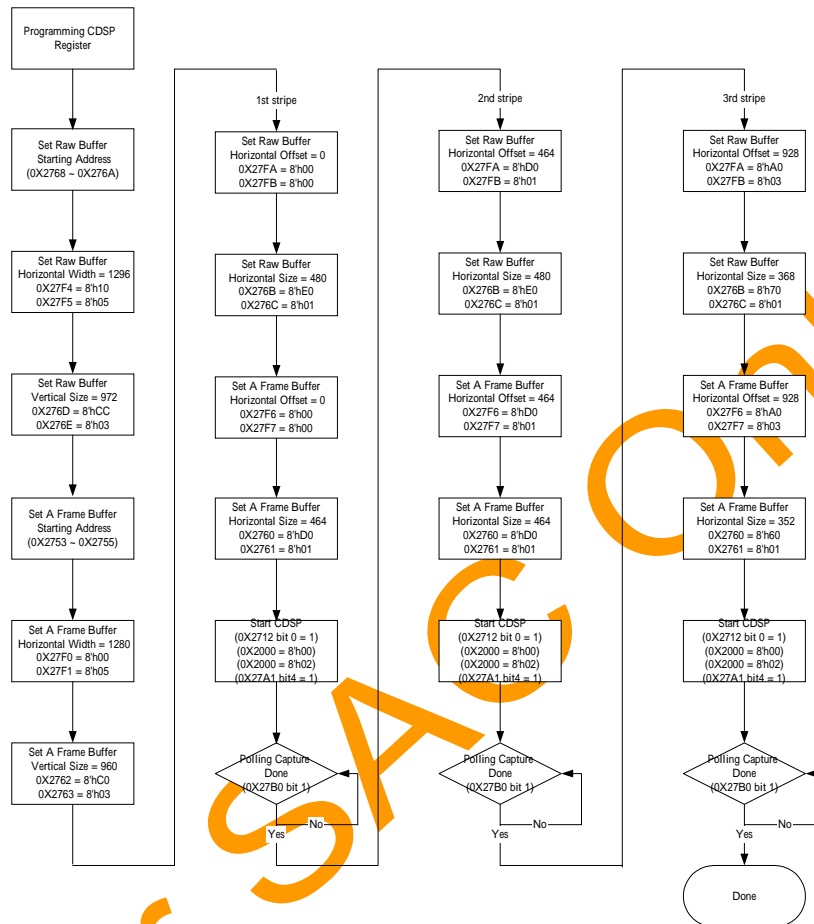 Programming CDSP
Register
Set Raw Buffer
Starting Address
(0X2768 ~ 0X276A)
Set Raw Buffer
Horizontal Width = 1296
0X27F4 = 8'h10
0X27F5 = 8'h05
Set Raw Buffer
Vertical Size = 972
0X276D = 8'hCC
0X276E = 8'h03
Set A Frame Buffer
Starting Address
(0X2753 ~ 0X2755)
Set A Frame Buffer
Horizontal Width = 1280
0X27F0 = 8'h00
0X27F1 = 8'h05
Set A Frame Buffer
Vertical Size = 960
0X2762 = 8'hC0
0X2763 = 8'h03
1st stripe
Set Raw Buffer
Horizontal Offset = 0
0X27FA = 8'h00
0X27FB = 8'h00
Set Raw Buffer
Horizontal Size = 480
0X276B = 8'hE0
0X276C = 8'h01
Set A Frame Buffer
Horizontal Offset = 0
0X27F6 = 8'h00
0X27F7 = 8'h00
Set A Frame Buffer
Horizontal Size = 464
0X2760 = 8'hD0
0X2761 = 8'h01
Start CDSP
(0X2712 bit 0 = 1)
(0X2000 = 8'h00)
(0X2000 = 8'h02)
(0X27A1 bit4 = 1)
Polling Capture
Done
(0X27B0 bit 1)
No
Yes
2nd stripe
Set Raw Buffer
Horizontal Offset = 464
0X27FA = 8'hD0
0X27FB = 8'h01
Set Raw Buffer
Horizontal Size = 480
0X276B = 8'hE0
0X276C = 8'h01
Set A Frame Buffer
Horizontal Offset = 464
0X27F6 = 8'hD0
0X27F7 = 8'h01
Set A Frame Buffer
Horizontal Size = 464
0X2760 = 8'hD0
0X2761 = 8'h01
Start CDSP
(0X2712 bit 0 = 1)
(0X2000 = 8'h00)
(0X2000 = 8'h02)
(0X27A1 bit4 = 1)
Polling Capture
Done
(0X27B0 bit 1)
No
Yes
3rd stripe
Set Raw Buffer
Horizontal Offset = 928
0X27FA = 8'hA0
0X27FB = 8'h03
Set Raw Buffer
Horizontal Size = 368
0X276B = 8'h70
0X276C = 8'h01
Set A Frame Buffer
Horizontal Offset = 928
0X27F6 = 8'hA0
0X27F7 = 8'h03
Set A Frame Buffer
Horizontal Size = 352
0X2760 = 8'h60
0X2761 = 8'h01
Start CDSP
(0X2712 bit 0 = 1)
(0X2000 = 8'h00)
(0X2000 = 8'h02)
(0X27A1 bit4 = 1)
Polling Capture
Done
(0X27B0 bit 1)
No
Yes
Done
SAC